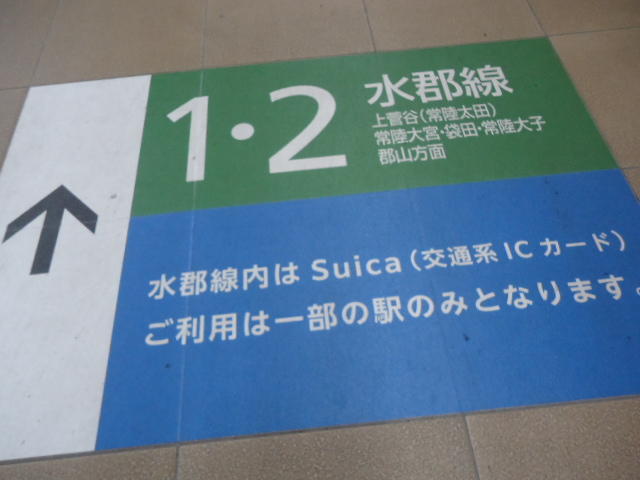 1・2
水郡線
上菅谷(常陸太田)
常陸大宮・袋田・常陸大子
郡山方面
水郡線内は Suica(交通系ICカード)
ご利用は一部の駅のみとなります。